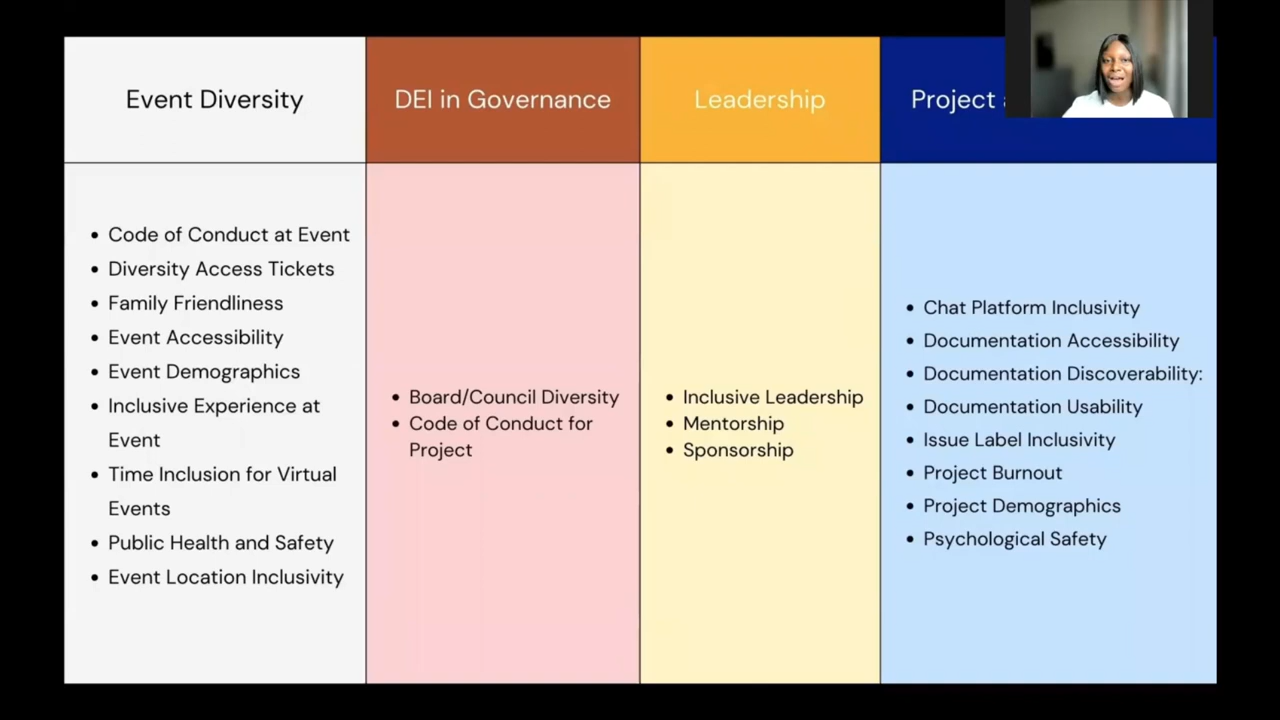 Event Diversity
DEI in Governance
Leadership
Project
Code of Conduct at Event
Diversity Access Tickets
Family Friendliness
Event Accessibility
Event Demographics
Inclusive Experience at
Event
Time Inclusion for Virtual
Events
Public Health and Safety
Event Location Inclusivity
Board/Council Diversity
Code of Conduct for
Project
Inclusive Leadership
Mentorship
Sponsorship
Chat Platform Inclusivity
Documentation Accessibility
Documentation Discoverability:
Documentation Usability
Issue Label Inclusivity
Project Burnout
Project Demographics
Psychological Safety